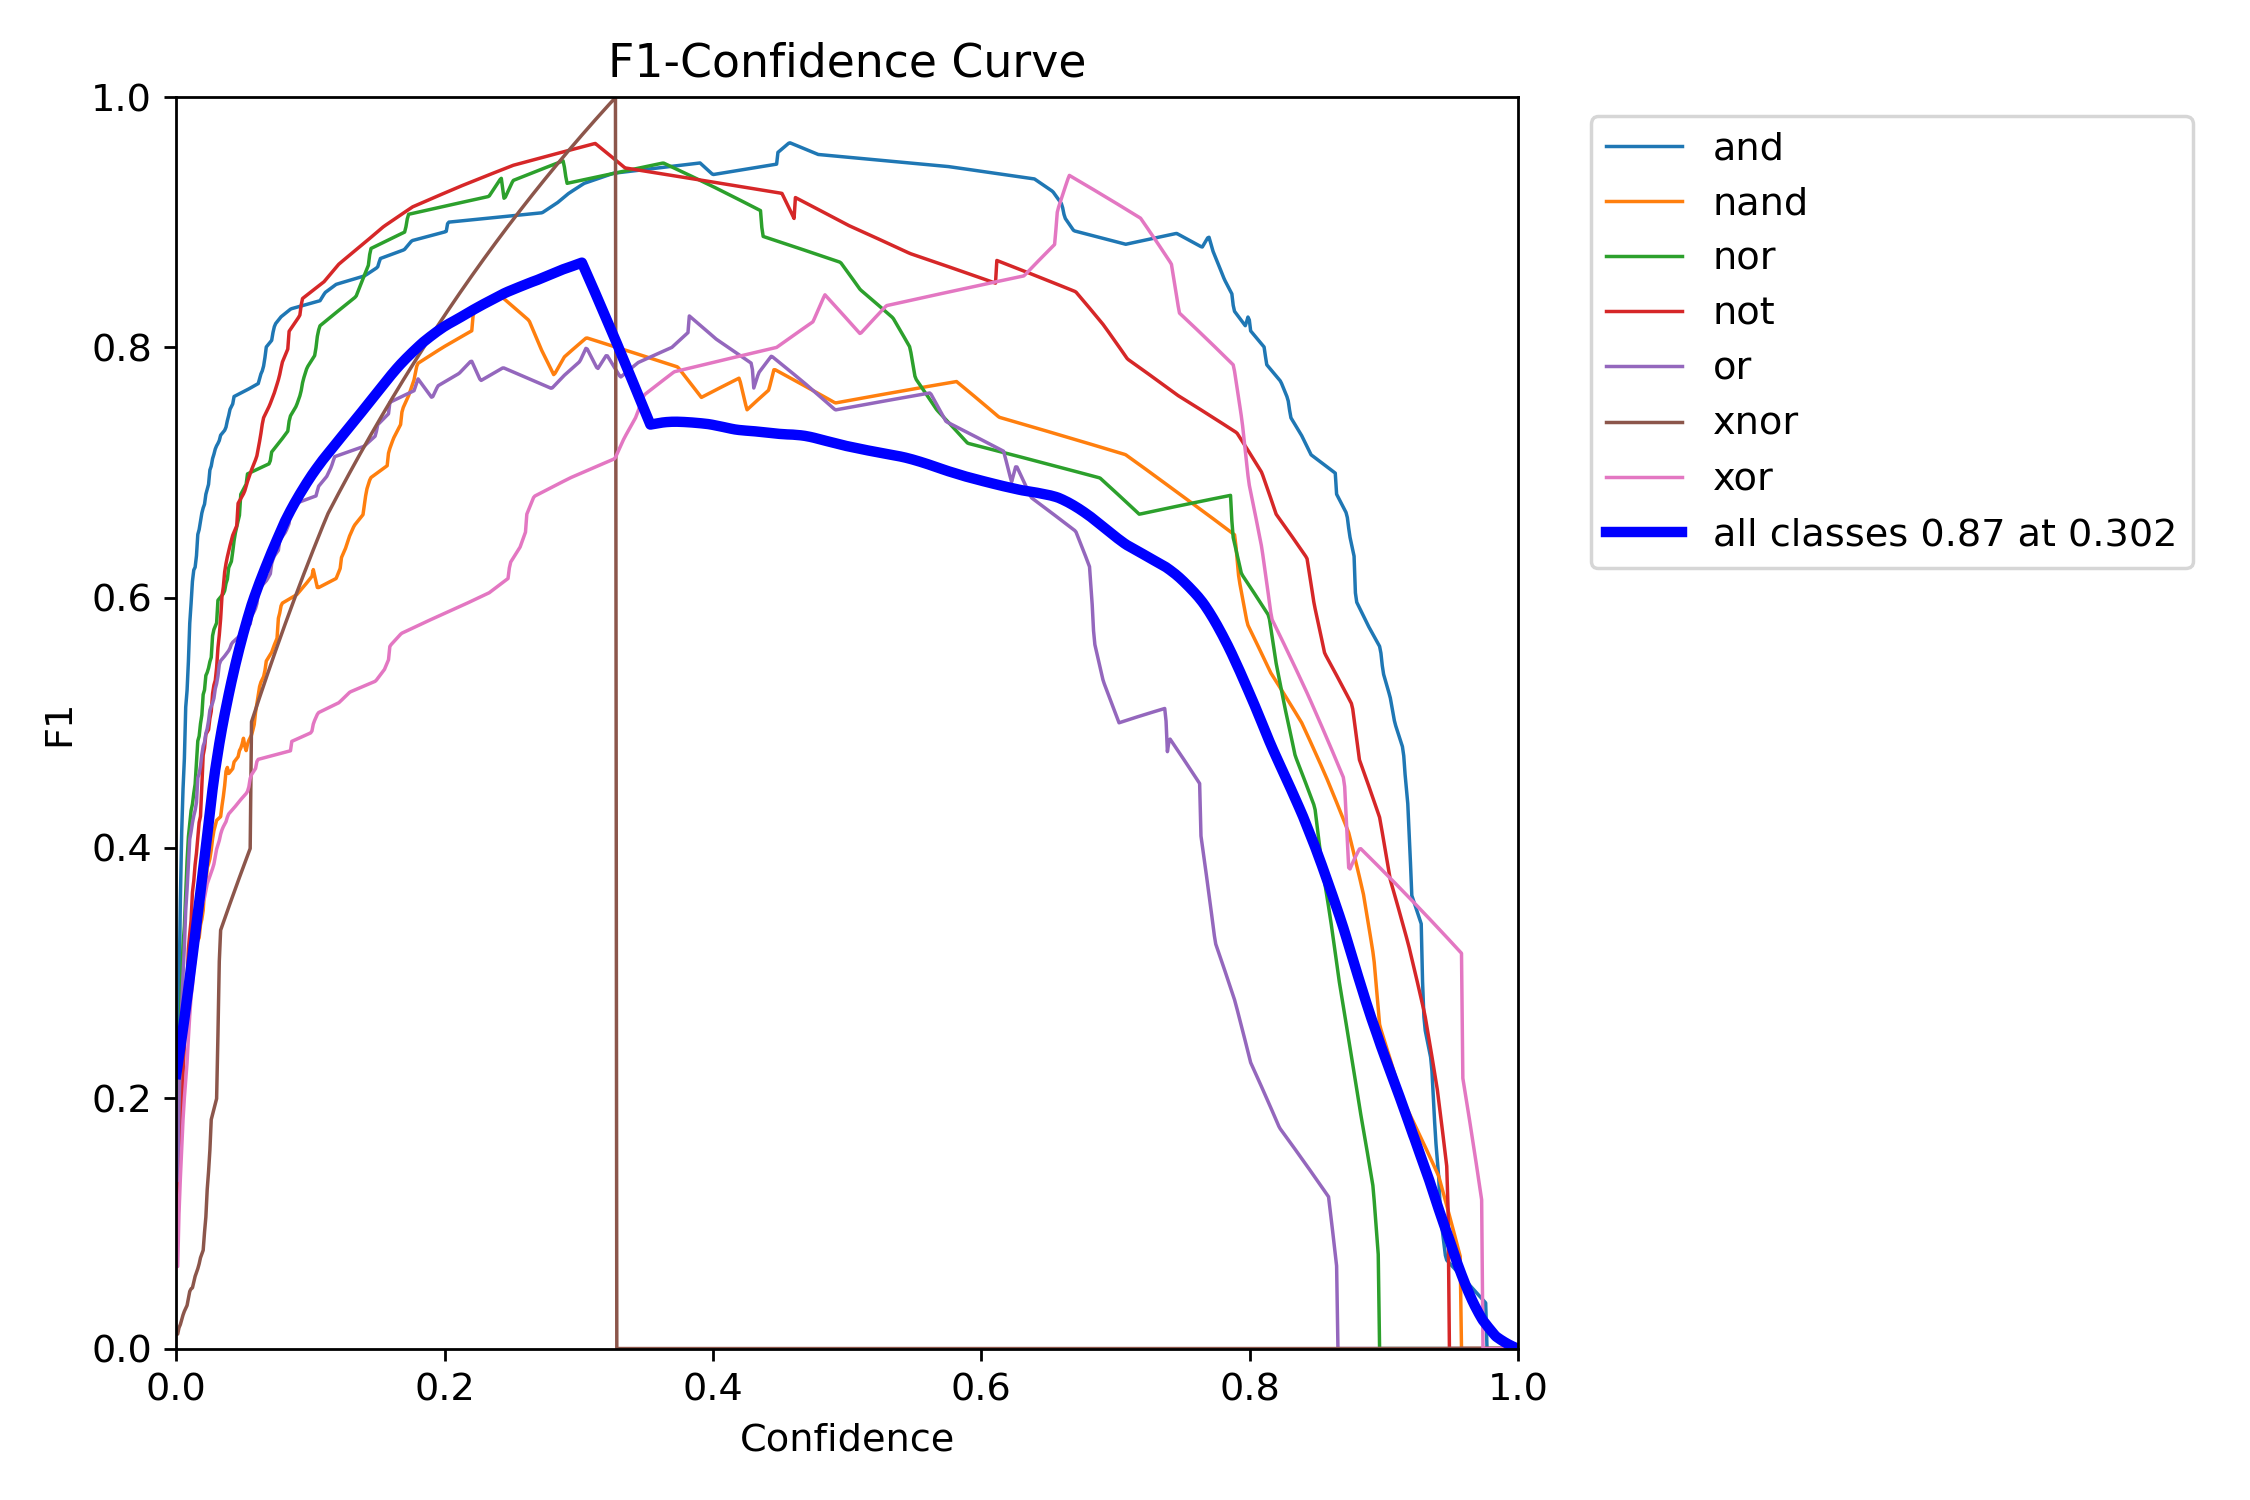 F1-Confidence Curve
1.0
0.8
0.6
0.4
0.2
0.0
F1
0.0 0.2 0.4 0.6 0.8 1.0
Confidence
and
nand
nor
not
or
xnor
xor
all classes 0.87 at 0.302